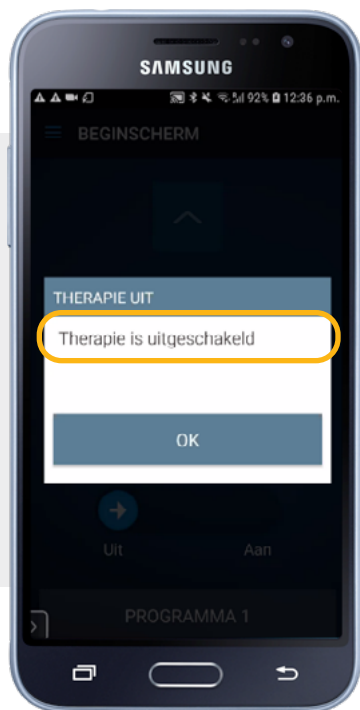 SAMSUNG
92% 12:36 p.m.
BEGINSCHERM
THERAPIE UIT
Therapie is uitgeschakeld
OK
Uit Aan
PROGRAMMA 1